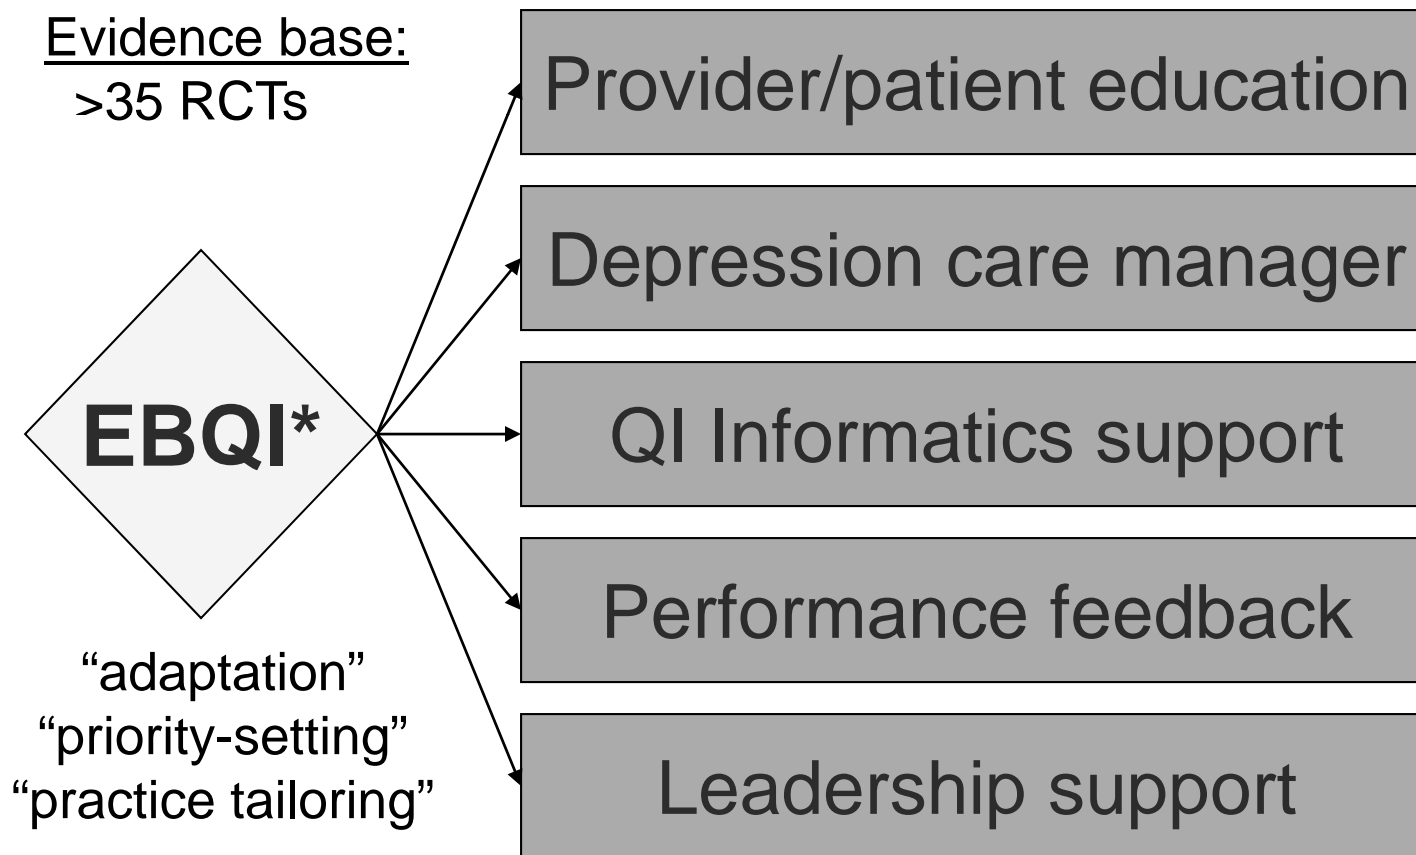 Evidence base:
>35 RCTs
EBQI*
“adaptation”
“priority-setting”
“practice tailoring”
Provider/patient education
Depression care manager
QI Informatics support
Performance feedback
Leadership support